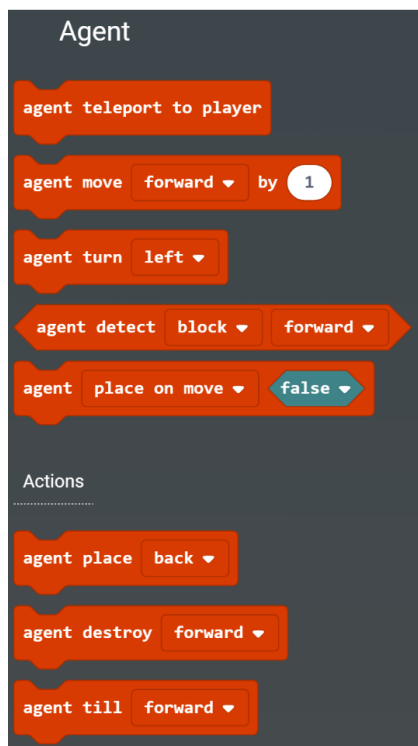 Agent
agent teleport to player
agent move forward by 1
agent turn left
agent detect block forward
agent place on move false
Actions
agent place back
agent destroy forward
agent till forward